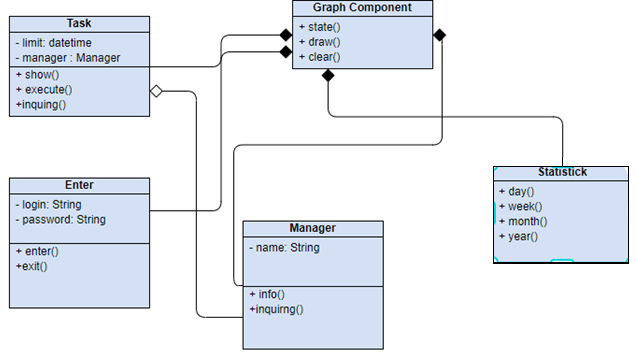 Task
- limit: datetime
- manager : Manager
+ show()
+ execute()
+inquing()
Graph Component
+ state()
+ draw()
+ clear()
Enter
- login: String
- password: String
+ enter()
+exit()
Manager
- name: String
+ info()
+inquirng()
Statistick
+ day()
+ week()
+ month()
+ year()